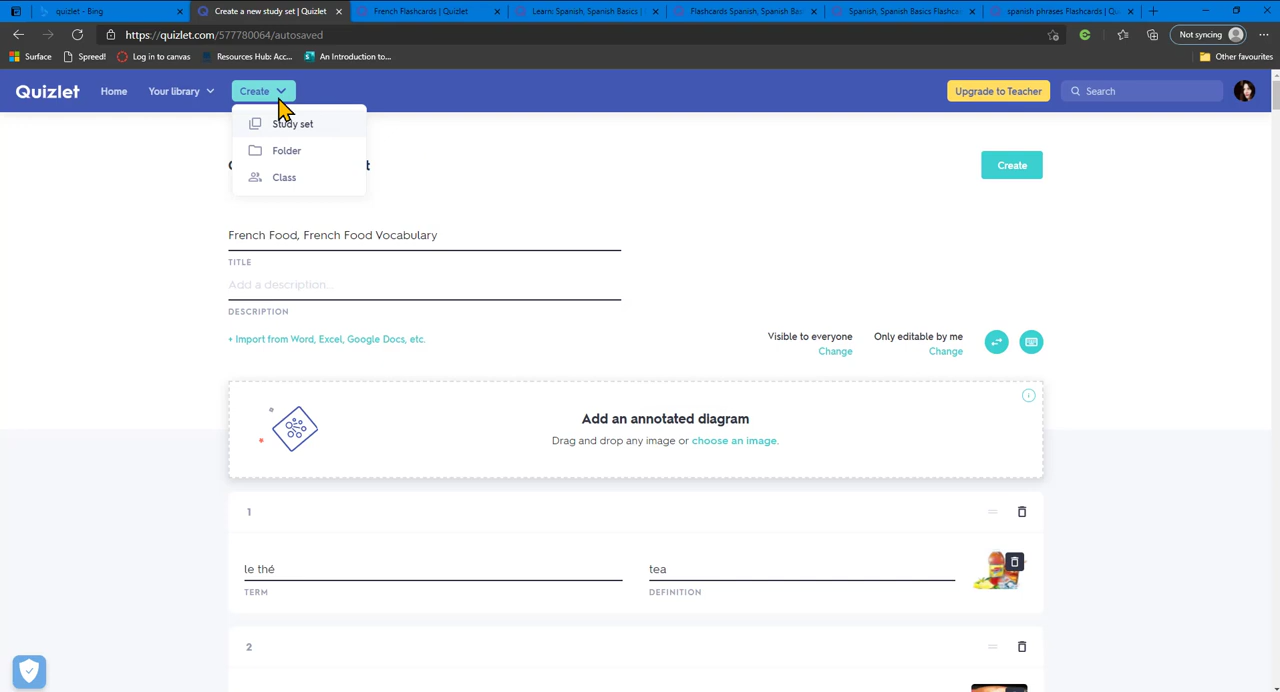 quizlet – Bing
Create a new study set | Quizlet
French Flashcards | Quizlet
Learn: Spanish, Spanish Basics |
Flashcards Spanish, Spanish Bas
Spanish, Spanish Basics Flashcar
spanish phrases Flashcards | Qu
https://quizlet.com/577780064/autosaved
Not syncing
Surface
Spreed!
Log in to canvas
Resources Hub: Acc...
An Introduction to...
Other favourites
Quizlet
Home
Your library
Create
Upgrade to Teacher
Search
Study set
Folder
Class
Create
French Food, French Food Vocabulary
TITLE
Add a description...
DESCRIPTION
+ Import from Word, Excel, Google Docs, etc.
Visible to everyone
Change
Only editable by me
Change
Add an annotated diagram
Drag and drop any image or choose an image.
1
le thé
TERM
tea
DEFINITION
2